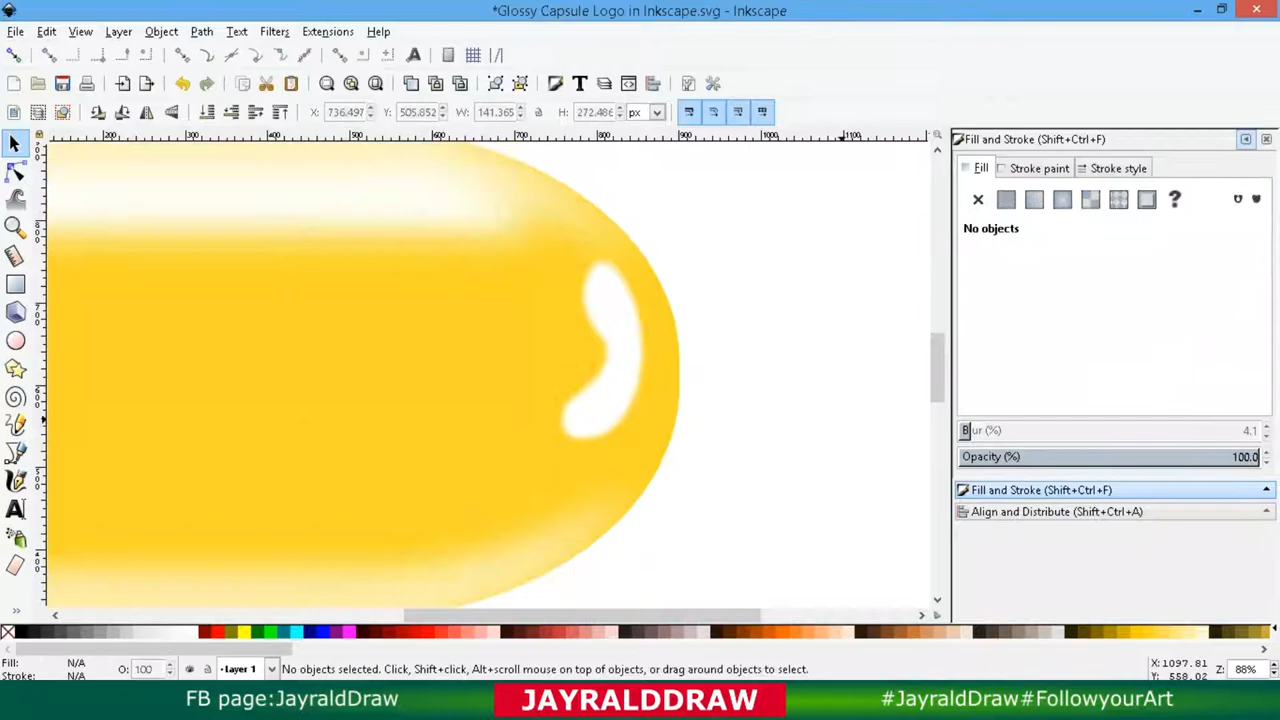 *Glossy Capsule Logo in Inkscape.svg - Inkscape
File Edit View Layer Object Path Text Filters Extensions Help
X: 736.497 Y: 505.852 W: 141.365 H: 272.486 px
Fill and Stroke (Shift+Ctrl+F)
Fill Stroke paint Stroke style
No objects
Blur (%) 4.1
Opacity (%) 100.0
Fill and Stroke (Shift+Ctrl+F)
Align and Distribute (Shift+Ctrl+A)
Fill: N/A
Stroke: N/A
O: 100
Layer 1
No objects selected. Click, Shift+click, Alt+scroll mouse on top of objects, or drag around objects to select.
X: 1097.81
Y: 558.02
Z: 88%
FB page:JayraldDraw JAYRALDDRAW #JayraldDraw#FollowyourArt